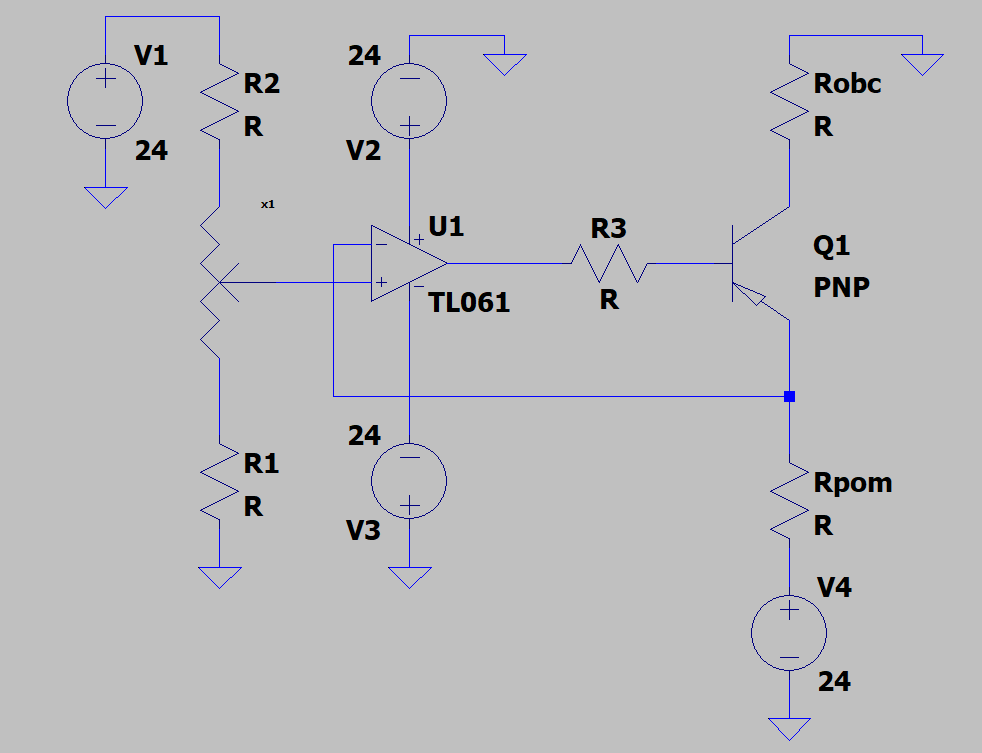 V1
24
R2
R
x1
24
V2
U1
TL061
R3
R
Robc
R
Q1
PNP
R1
R
24
V3
Rpom
R
V4
24